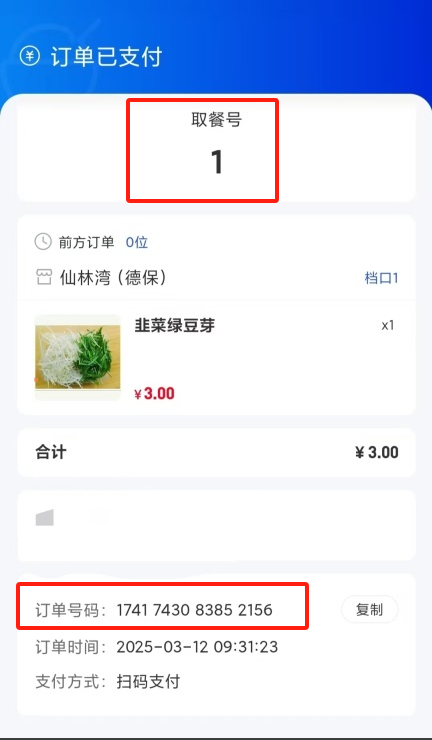 订单已支付
取餐号
1
前方订单 0位
仙林湾（德保） 档口1
韭菜绿豆芽 x1
¥3.00
合计 ¥3.00
订单号码：1741 7430 8385 2156 复制
订单时间：2025-03-12 09:31:23
支付方式：扫码支付